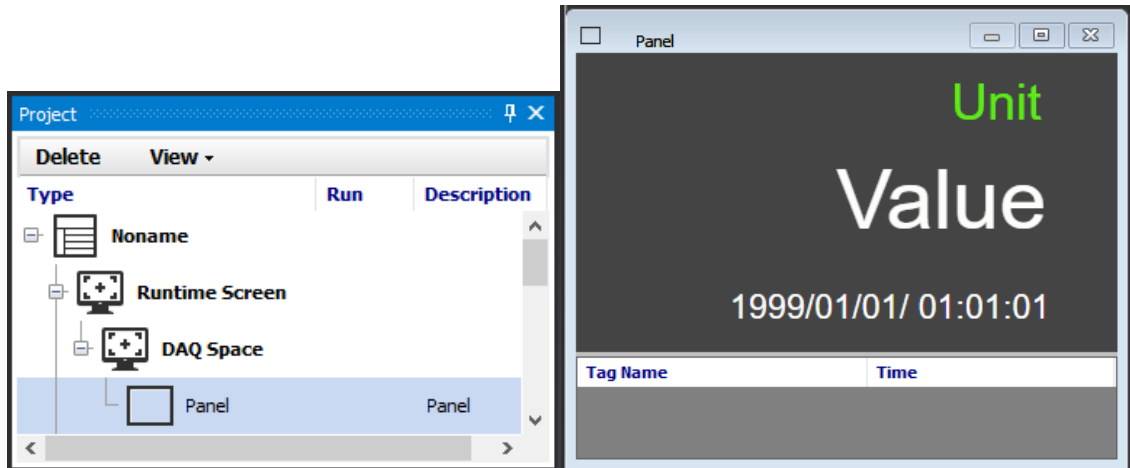 Project
Delete View
Type Run Description
Noname
Runtime Screen
DAQ Space
Panel Panel
Panel
Unit
Value
1999/01/01/ 01:01:01
Tag Name Time